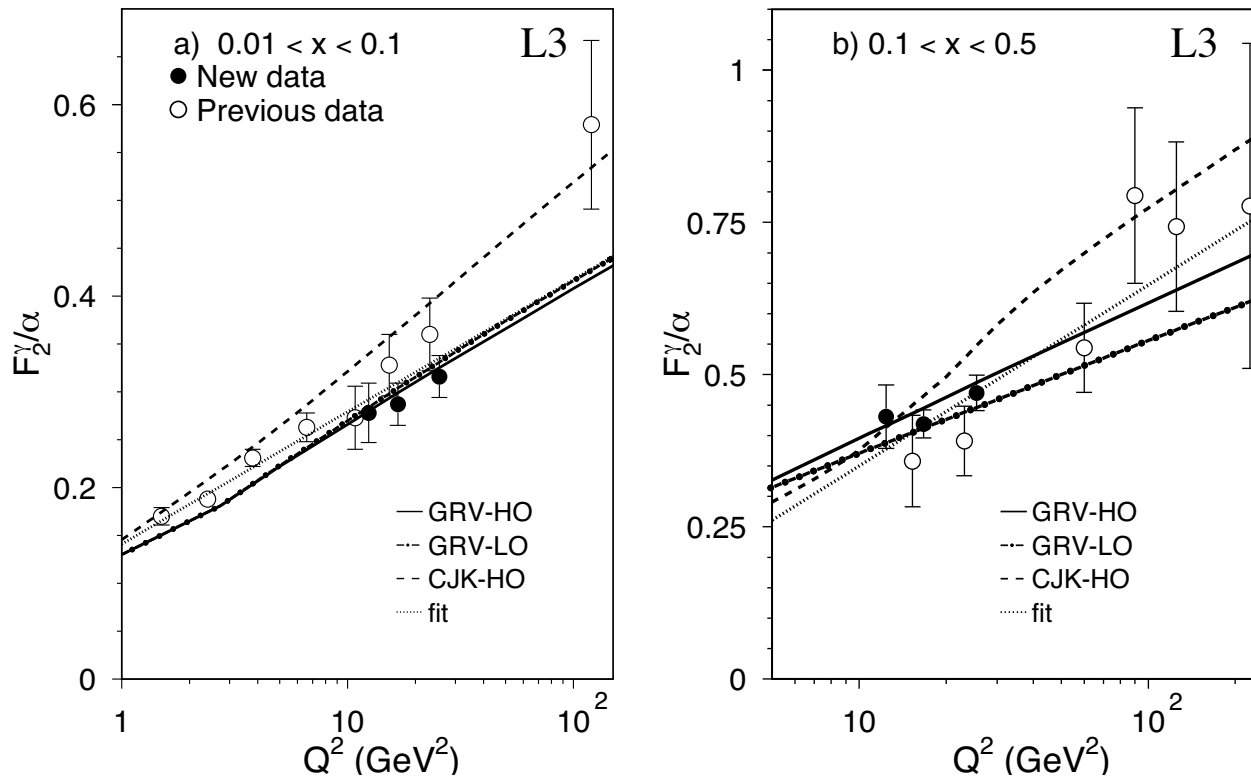 a) 0.01 < x < 0.1
L3
New data
Previous data
0.6
0.4
0.2
0
F₂^γ/α
GRV-HO
GRV-LO
CJK-HO
fit
1
10
10²
Q² (GeV²)
b) 0.1 < x < 0.5
L3
1
0.75
0.5
0.25
0
F₂^γ/α
GRV-HO
GRV-LO
CJK-HO
fit
10
10²
Q² (GeV²)